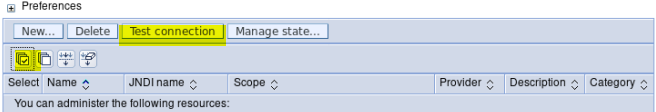 Preferences
New... Delete Test connection Manage state...
Select Name JNDI name Scope Provider Description Category
You can administer the following resources: